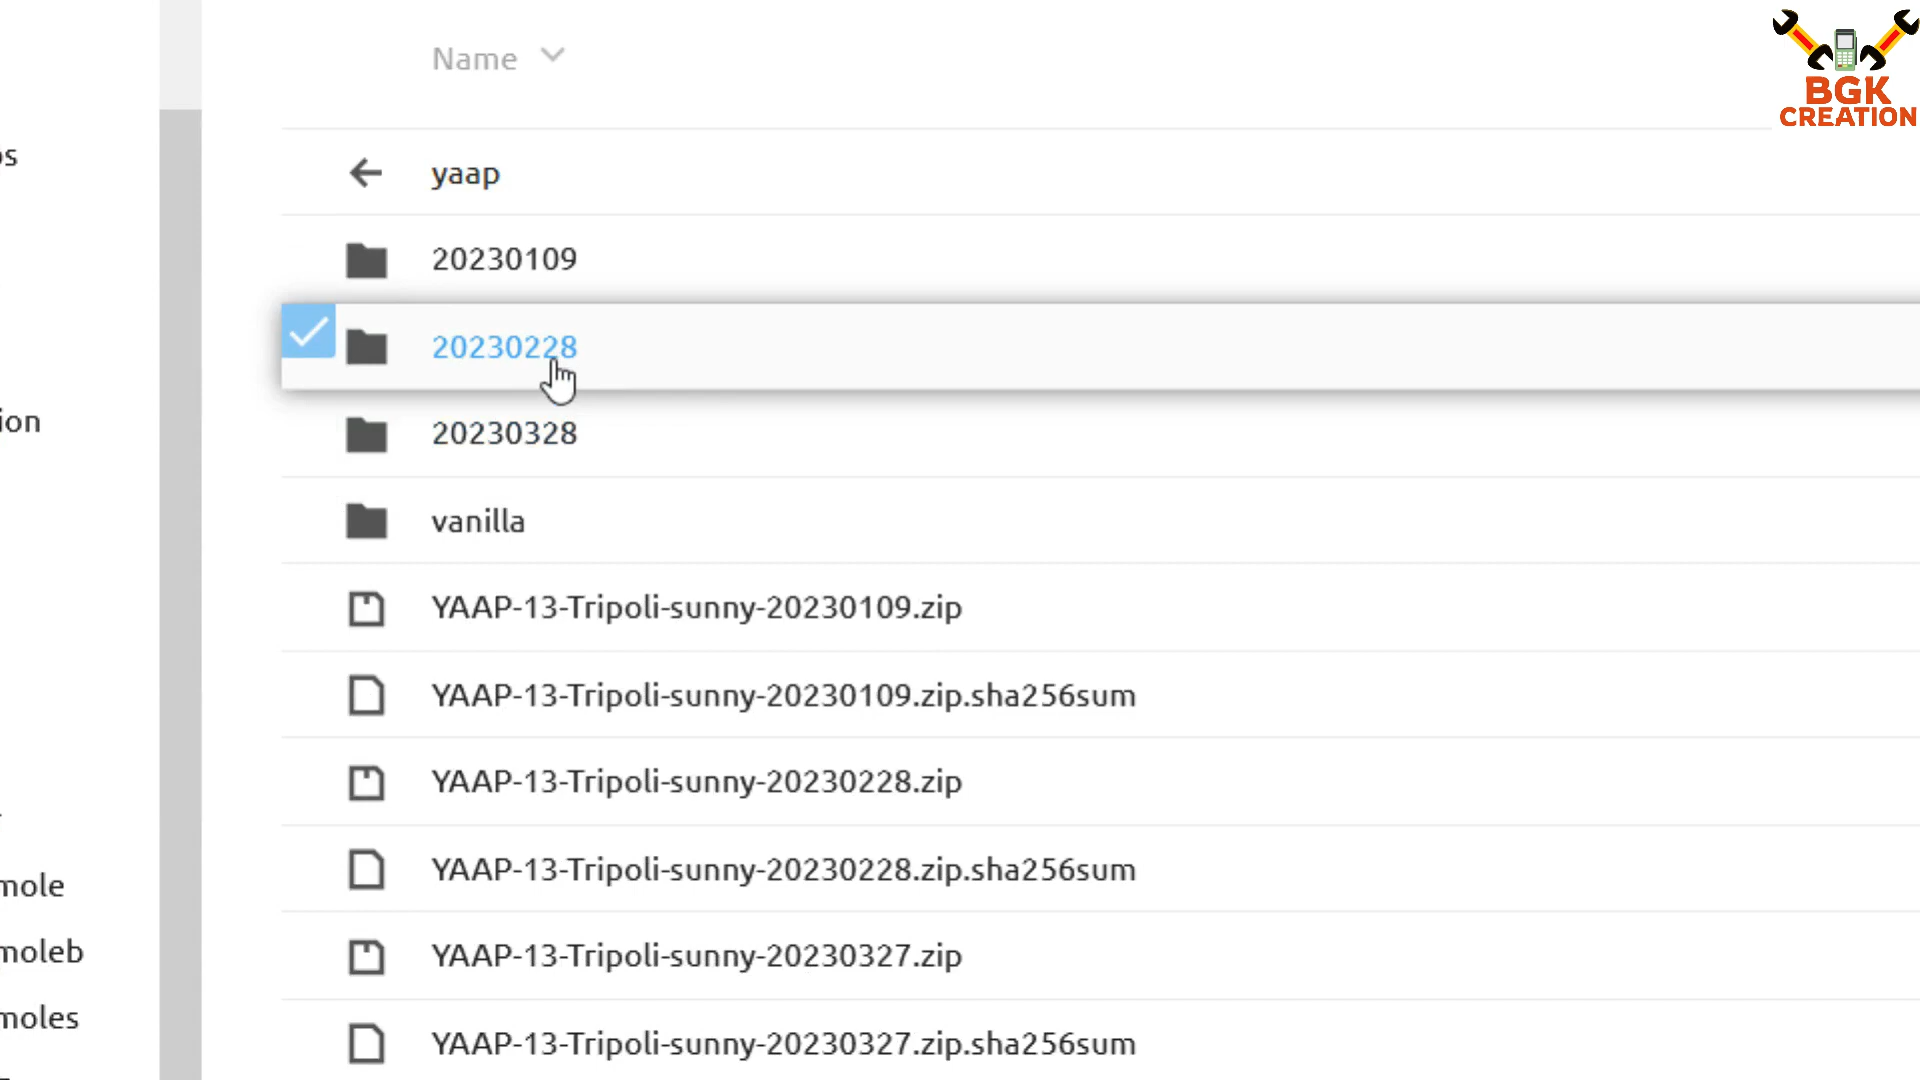 Name
BGK
CREATION
os
yaap
20230109
20230228
ion
20230328
vanilla
YAAP-13-Tripoli-sunny-20230109.zip
YAAP-13-Tripoli-sunny-20230109.zip.sha256sum
YAAP-13-Tripoli-sunny-20230228.zip
mole
YAAP-13-Tripoli-sunny-20230228.zip.sha256sum
moleb
YAAP-13-Tripoli-sunny-20230327.zip
moles
YAAP-13-Tripoli-sunny-20230327.zip.sha256sum